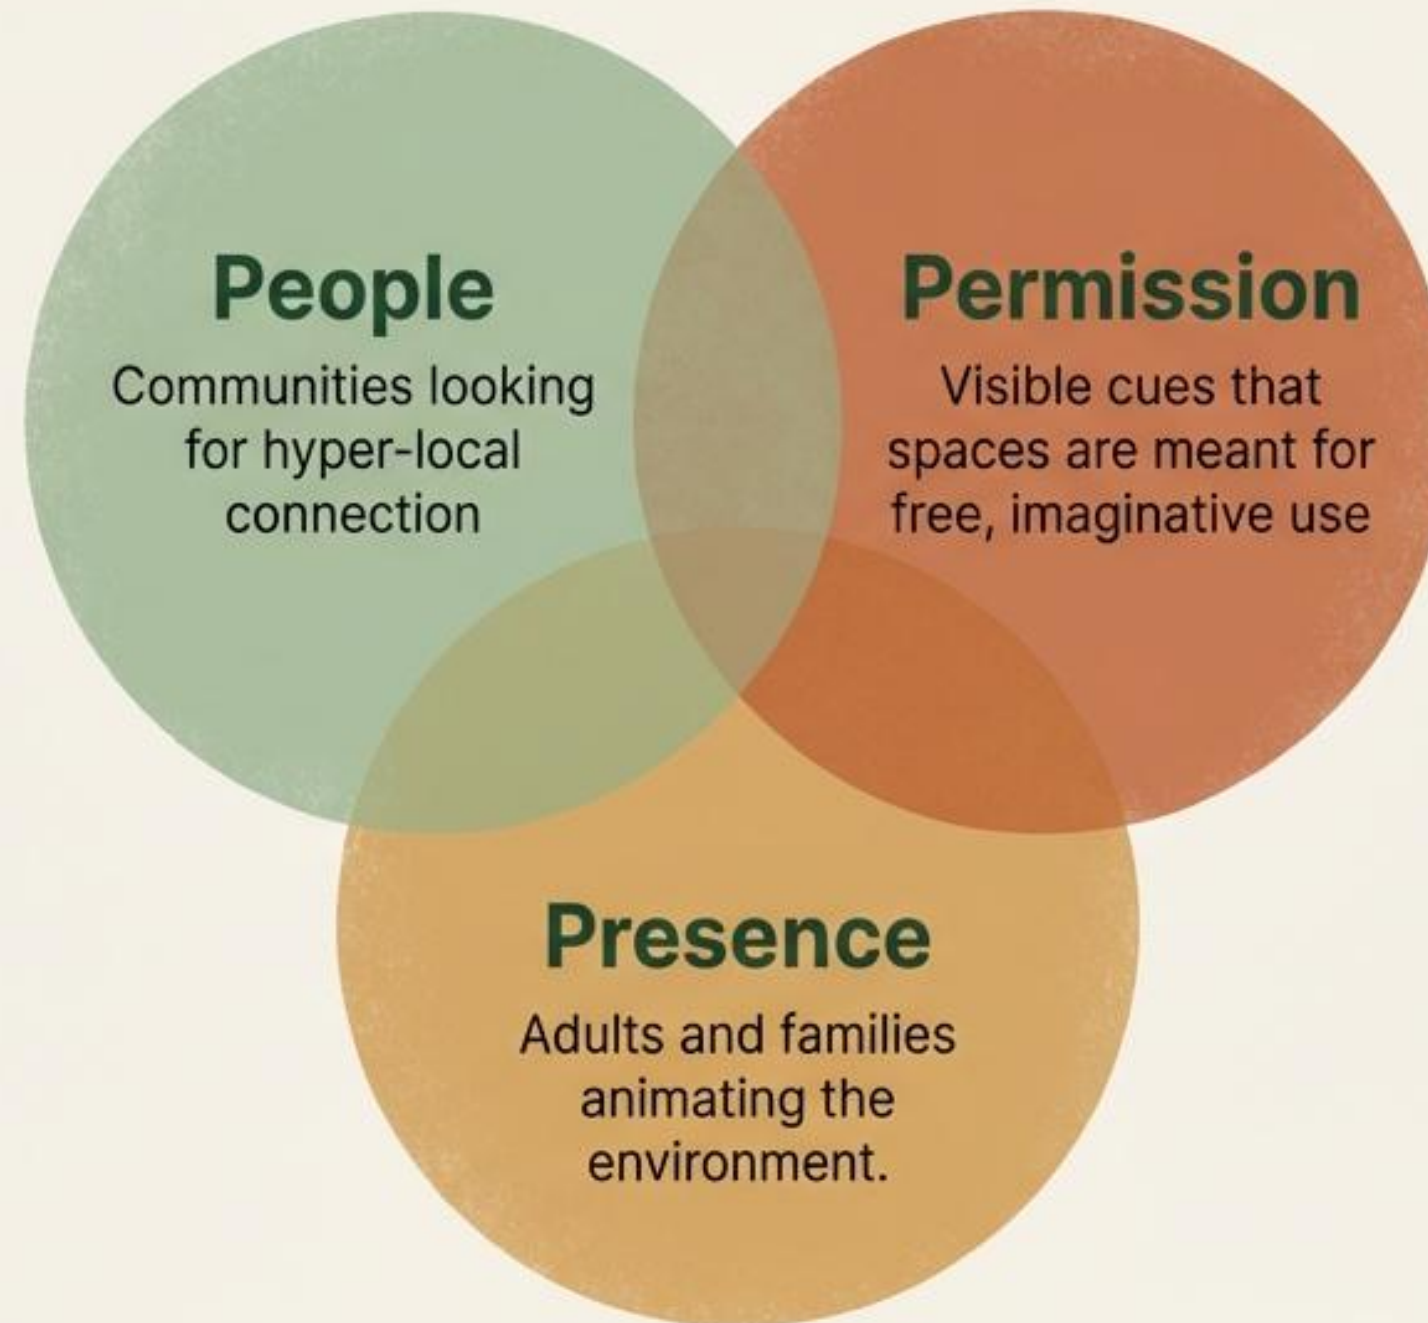 People
Communities looking
for hyper-local
connection
Permission
Visible cues that
spaces are meant for
free, imaginative use
Presence
Adults and families
animating the
environment.